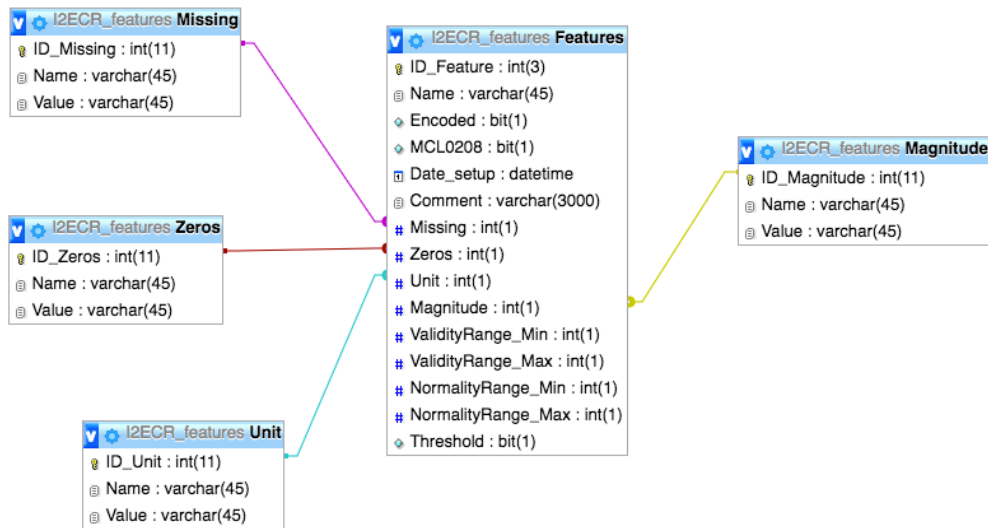 v I2ECR_features Missing
ID_Missing : int(11)
Name : varchar(45)
Value : varchar(45)
v I2ECR_features Zeros
ID_Zeros : int(11)
Name : varchar(45)
Value : varchar(45)
v I2ECR_features Unit
ID_Unit : int(11)
Name : varchar(45)
Value : varchar(45)
v I2ECR_features Features
ID_Feature : int(3)
Name : varchar(45)
Encoded : bit(1)
MCL0208 : bit(1)
Date_setup : datetime
Comment : varchar(3000)
# Missing : int(1)
# Zeros : int(1)
# Unit : int(1)
# Magnitude : int(1)
# ValidityRange_Min : int(1)
# ValidityRange_Max : int(1)
# NormalityRange_Min : int(1)
# NormalityRange_Max : int(1)
Threshold : bit(1)
v I2ECR_features Magnitude
ID_Magnitude : int(11)
Name : varchar(45)
Value : varchar(45)